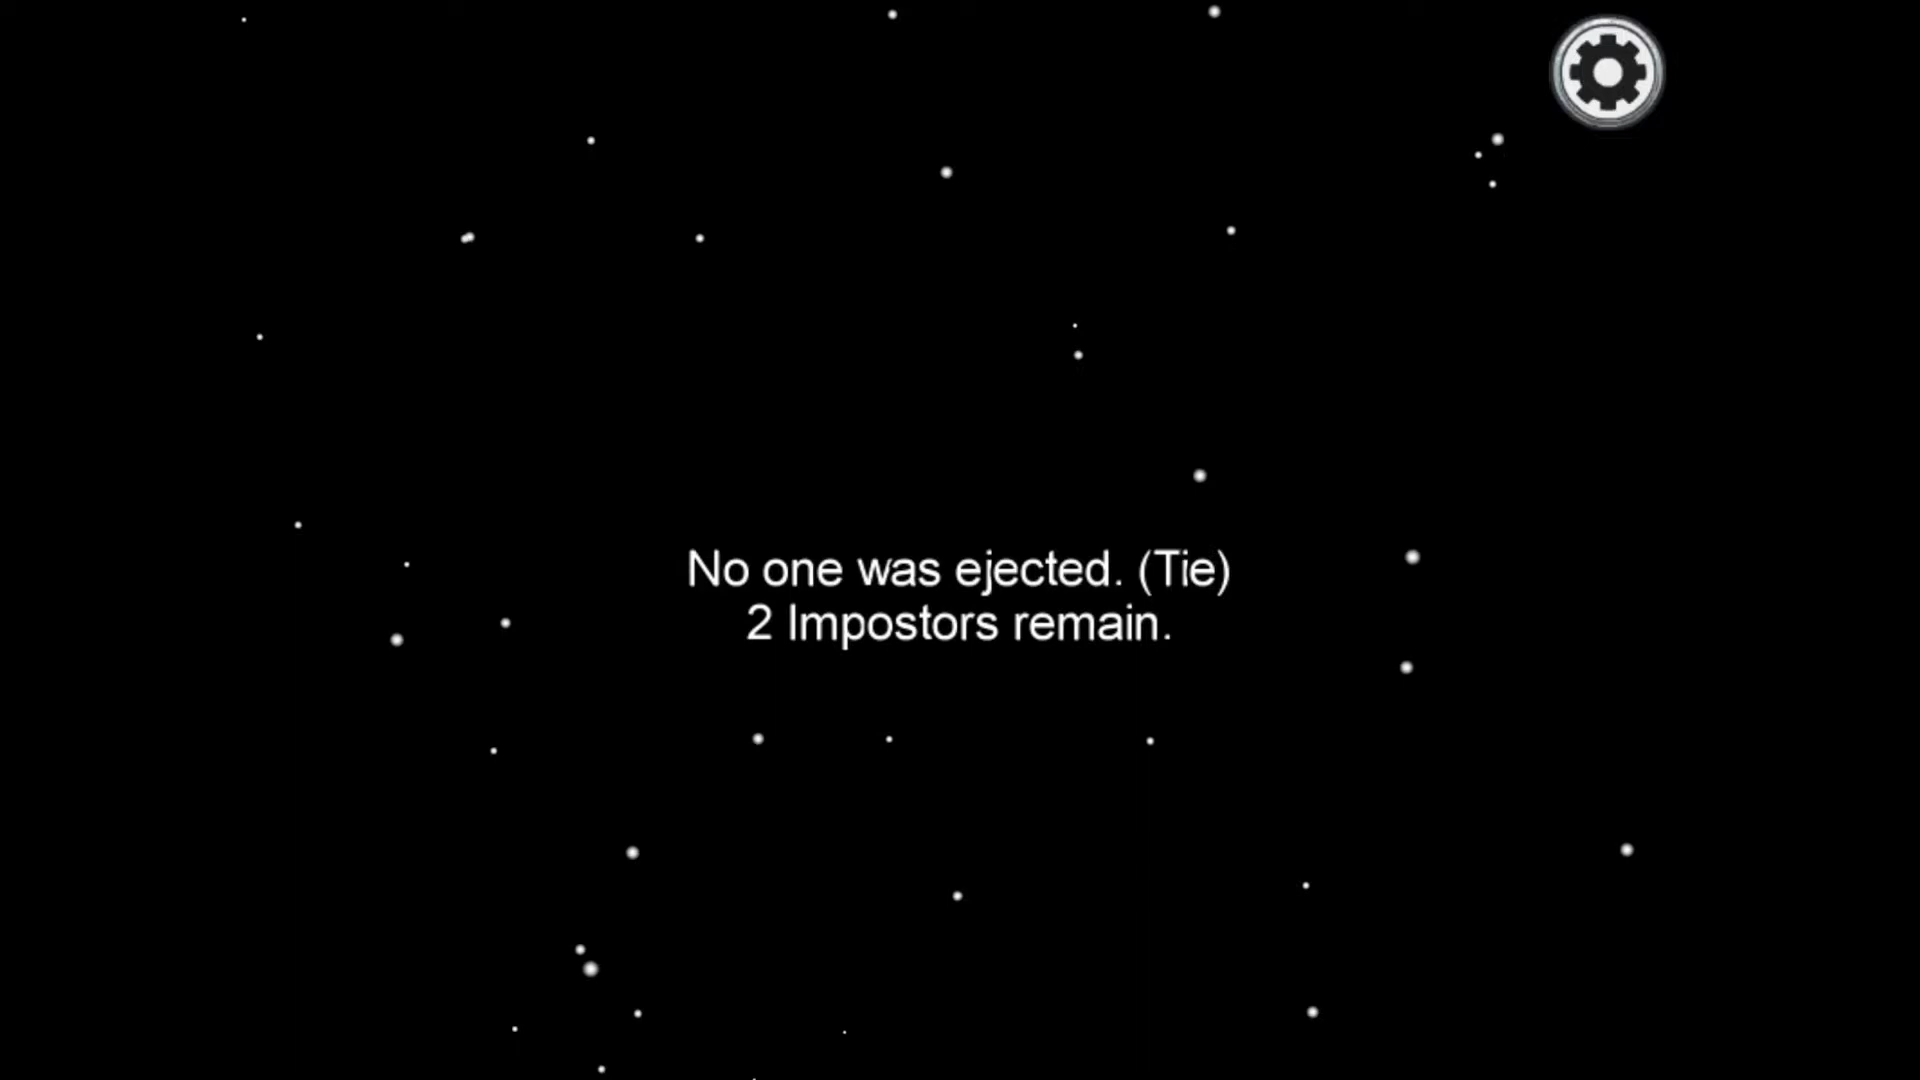 No one was ejected. (Tie)
2 Impostors remain.